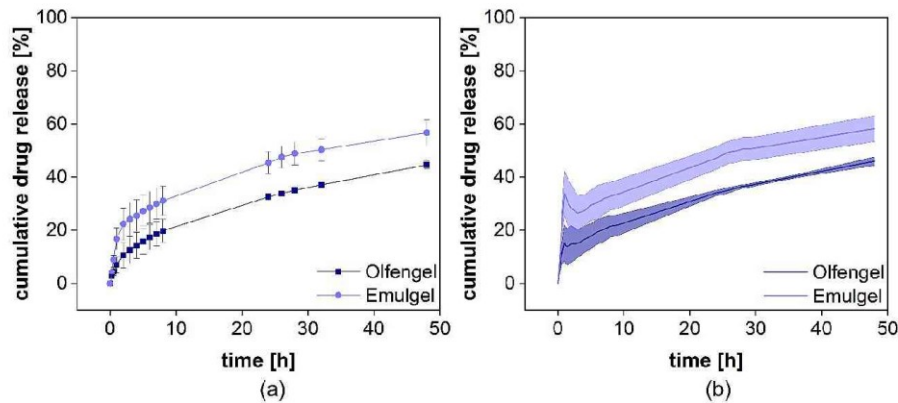 cumulative drug release [%]
100
80
60
40
20
0
Olfengel
Emulgel
0 10 20 30 40 50
time [h]
(a)
cumulative drug release [%]
100
80
60
40
20
0
Olfengel
Emulgel
0 10 20 30 40 50
time [h]
(b)